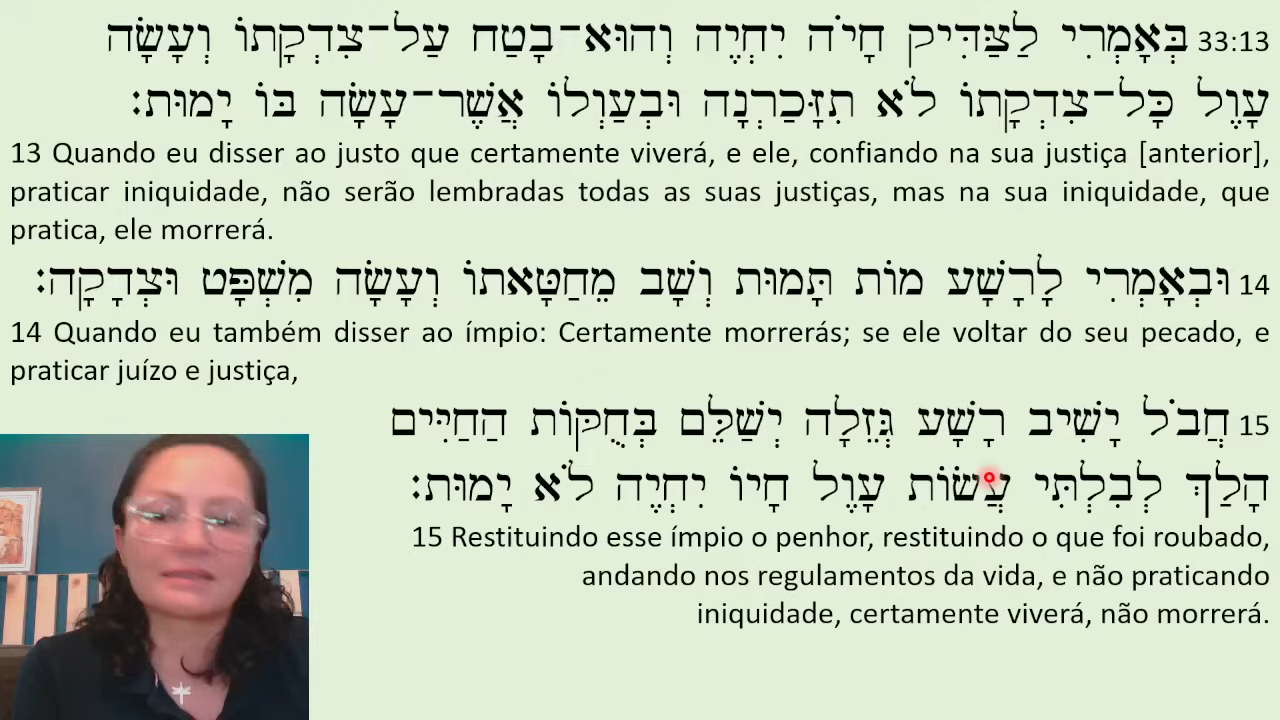 33:13 בְּאָמְרִי לַצַּדִּיק חָיֹה יִחְיֶה וְהוּא־בָטַח עַל־צִדְקָתוֹ וְעָשָׂה
עָוֶל כָּל־צִדְקָתוֹ לֹא תִזָּכַרְנָה וּבְעַוְלוֹ אֲשֶׁר־עָשָׂה בּוֹ יָמוּת׃
13 Quando eu disser ao justo que certamente viverá, e ele, confiando na sua justiça [anterior],
praticar iniquidade, não serão lembradas todas as suas justiças, mas na sua iniquidade, que
pratica, ele morrerá.
14 וּבְאָמְרִי לָרָשָׁע מוֹת תָּמוּת וְשָׁב מֵחַטָּאתוֹ וְעָשָׂה מִשְׁפָּט וּצְדָקָה׃
14 Quando eu também disser ao ímpio: Certamente morrerás; se ele voltar do seu pecado, e
praticar juízo e justiça,
15 חֲבֹל יָשִׁיב רָשָׁע גְּזֵלָה יְשַׁלֵּם בְּחֻקּוֹת הַחַיִּים
הָלַךְ לְבִלְתִּי עֲשׂוֹת עָוֶל חָיוֹ יִחְיֶה לֹא יָמוּת׃
15 Restituindo esse ímpio o penhor, restituindo o que foi roubado,
andando nos regulamentos da vida, e não praticando
iniquidade, certamente viverá, não morrerá.